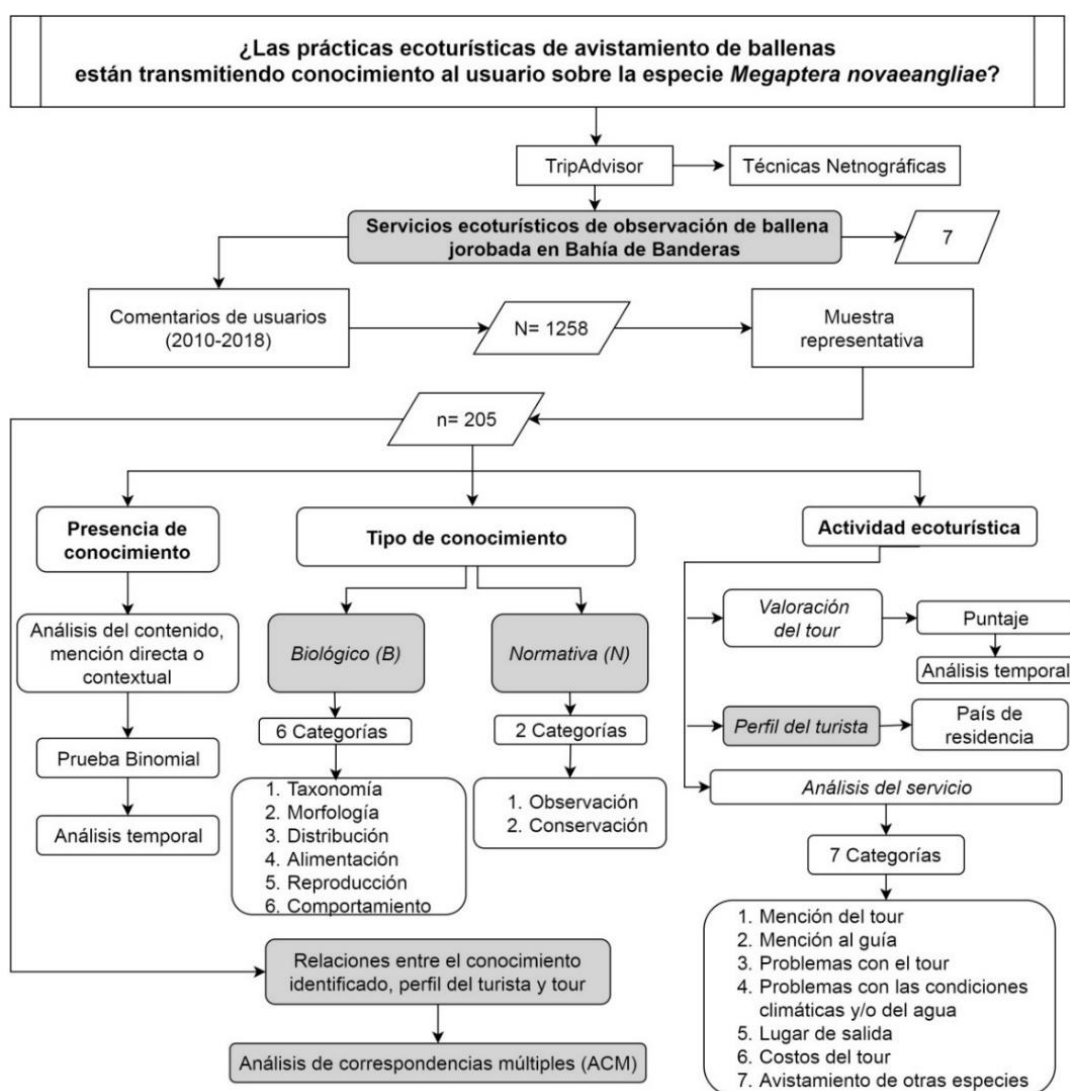 ¿Las prácticas ecoturísticas de avistamiento de ballenas
están transmitiendo conocimiento al usuario sobre la especie Megaptera novaeangliae?
TripAdvisor
Técnicas Netnográficas
Servicios ecoturísticos de observación de ballena
jorobada en Bahía de Banderas
7
Comentarios de usuarios
(2010-2018)
N= 1258
Muestra
representativa
n= 205
Presencia de
conocimiento
Análisis del contenido,
mención directa o
contextual
Prueba Binomial
Análisis temporal
Tipo de conocimiento
Biológico (B)
6 Categorías
1. Taxonomía
2. Morfología
3. Distribución
4. Alimentación
5. Reproducción
6. Comportamiento
Normativa (N)
2 Categorías
1. Observación
2. Conservación
Actividad ecoturística
Valoración
del tour
Puntaje
Análisis temporal
Perfil del turista
País de
residencia
Análisis del servicio
7 Categorías
1. Mención del tour
2. Mención al guía
3. Problemas con el tour
4. Problemas con las condiciones
climáticas y/o del agua
5. Lugar de salida
6. Costos del tour
7. Avistamiento de otras especies
Relaciones entre el conocimiento
identificado, perfil del turista y tour
Análisis de correspondencias múltiples (ACM)